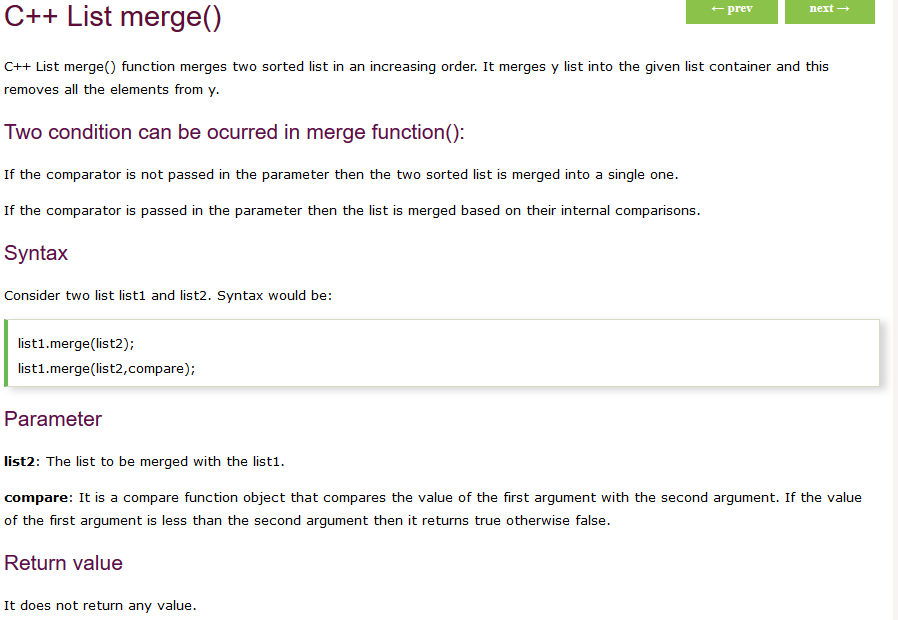 C++ List merge()
← prev
next →
C++ List merge() function merges two sorted list in an increasing order. It merges y list into the given list container and this
removes all the elements from y.
Two condition can be ocurred in merge function():
If the comparator is not passed in the parameter then the two sorted list is merged into a single one.
If the comparator is passed in the parameter then the list is merged based on their internal comparisons.
Syntax
Consider two list list1 and list2. Syntax would be:
list1.merge(list2);
list1.merge(list2,compare);
Parameter
list2: The list to be merged with the list1.
compare: It is a compare function object that compares the value of the first argument with the second argument. If the value
of the first argument is less than the second argument then it returns true otherwise false.
Return value
It does not return any value.